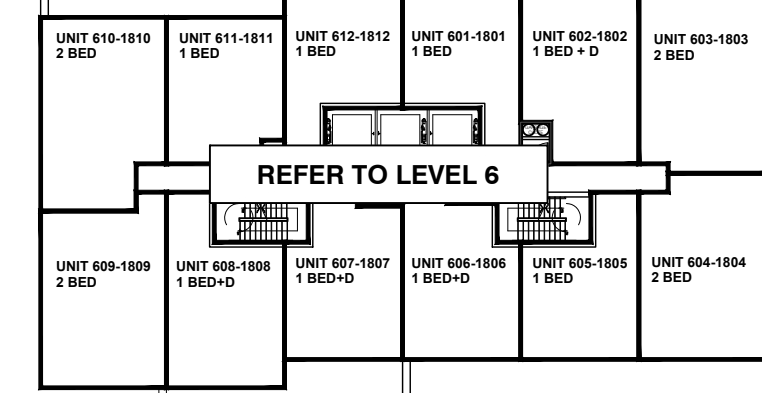 UNIT 610-1810
2 BED
UNIT 611-1811
1 BED
UNIT 612-1812
1 BED
UNIT 601-1801
1 BED
UNIT 602-1802
1 BED + D
UNIT 603-1803
2 BED
REFER TO LEVEL 6
UNIT 609-1809
2 BED
UNIT 608-1808
1 BED+D
UNIT 607-1807
1 BED+D
UNIT 606-1806
1 BED+D
UNIT 605-1805
1 BED
UNIT 604-1804
2 BED